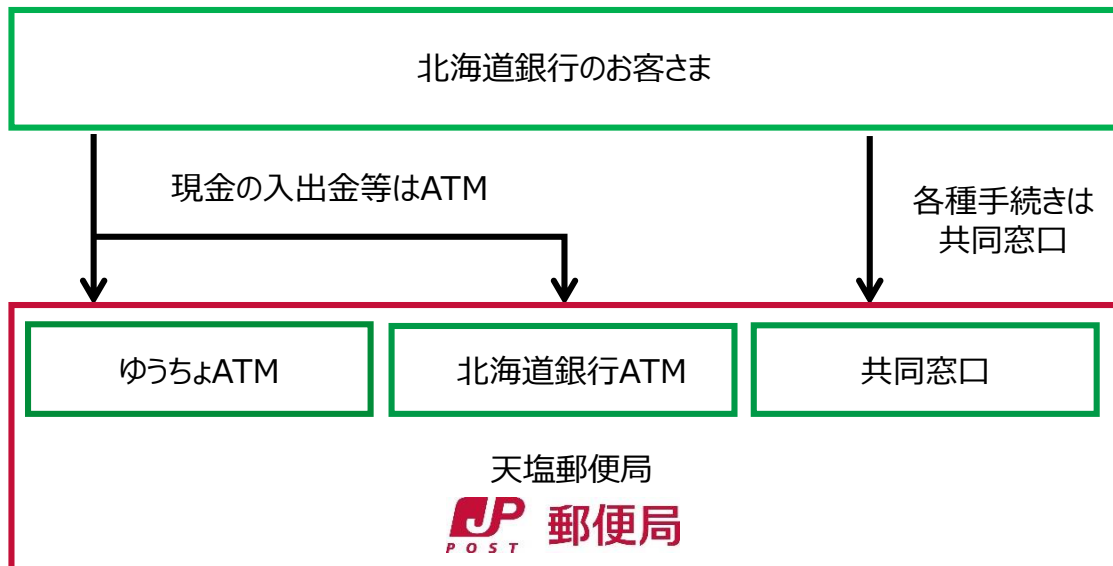 北海道銀行のお客さま
現金の入出金等はATM
各種手続きは
共同窓口
ゆうちょATM
北海道銀行ATM
共同窓口
天塩郵便局
JP POST 郵便局